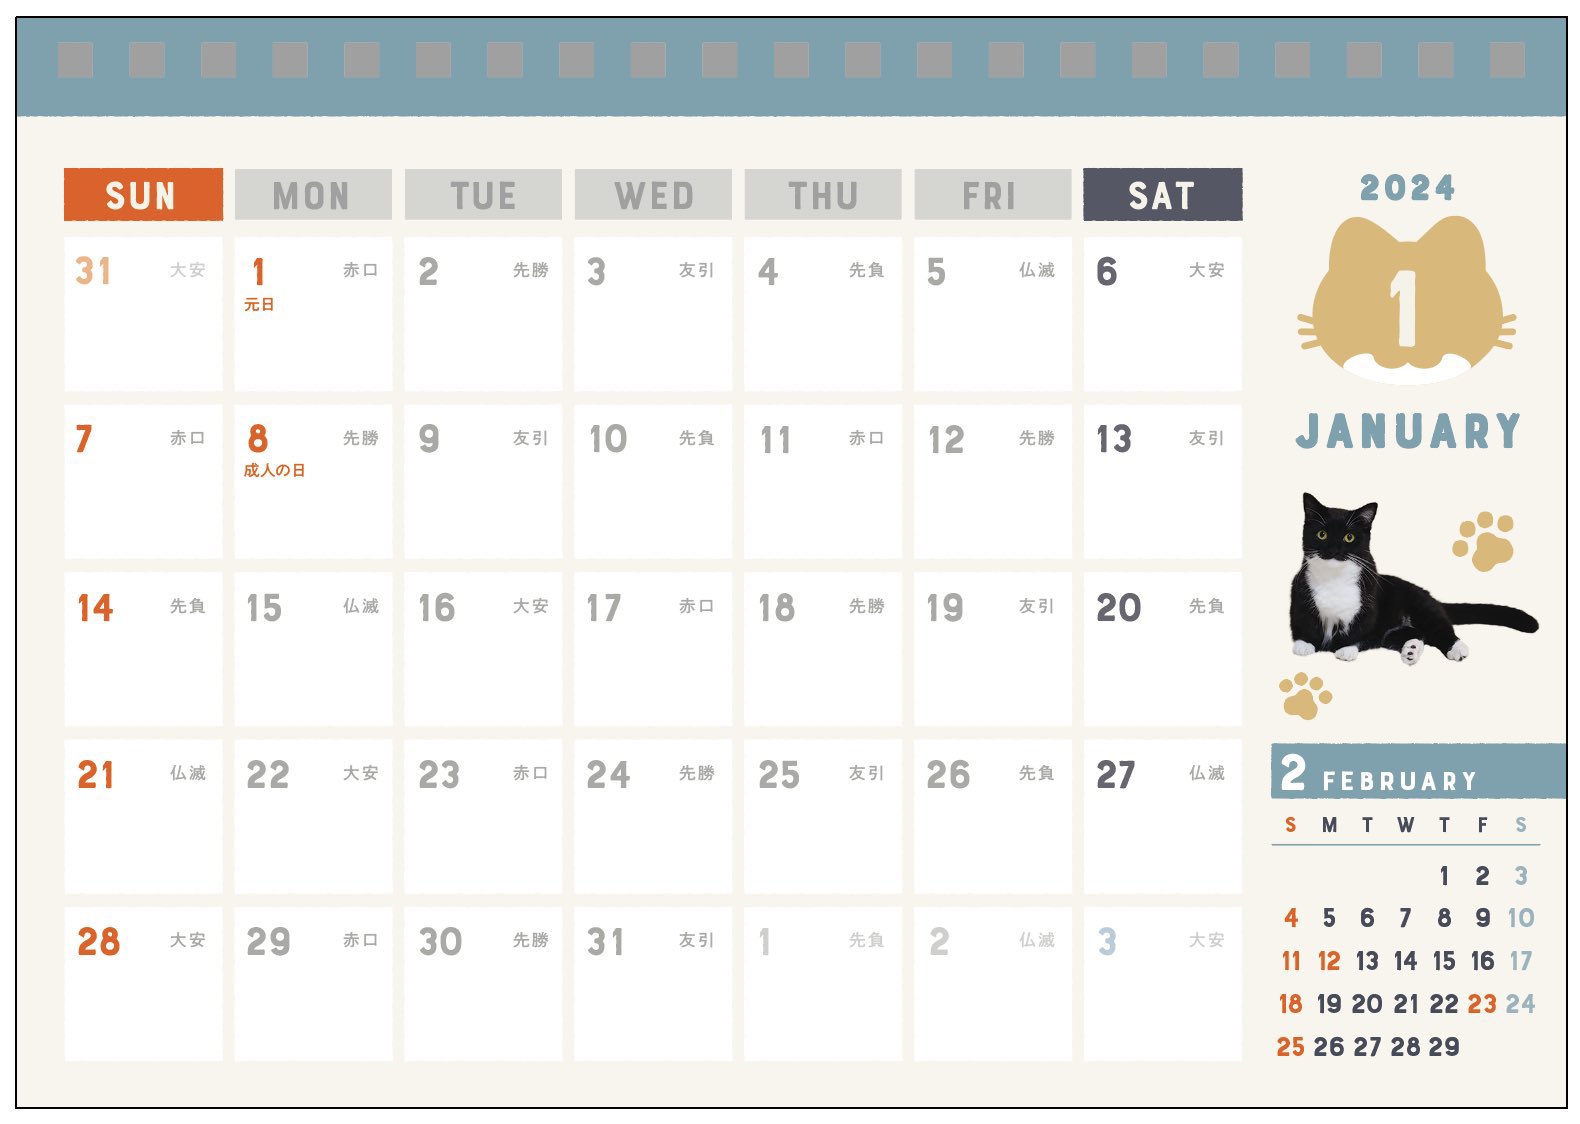 SUN MON TUE WED THU FRI SAT
31 大安 1 赤口 2 先勝 3 友引 4 先負 5 仏滅 6 大安
元日
7 赤口 8 先勝 9 友引 10 先負 11 赤口 12 先勝 13 友引
成人の日
14 先負 15 仏滅 16 大安 17 赤口 18 先勝 19 友引 20 先負
21 仏滅 22 大安 23 赤口 24 先勝 25 友引 26 先負 27 仏滅
28 大安 29 赤口 30 先勝 31 友引 1 先負 2 仏滅 3 大安
2024
1
JANUARY
2 FEBRUARY
S M T W T F S
1 2 3
4 5 6 7 8 9 10
11 12 13 14 15 16 17
18 19 20 21 22 23 24
25 26 27 28 29